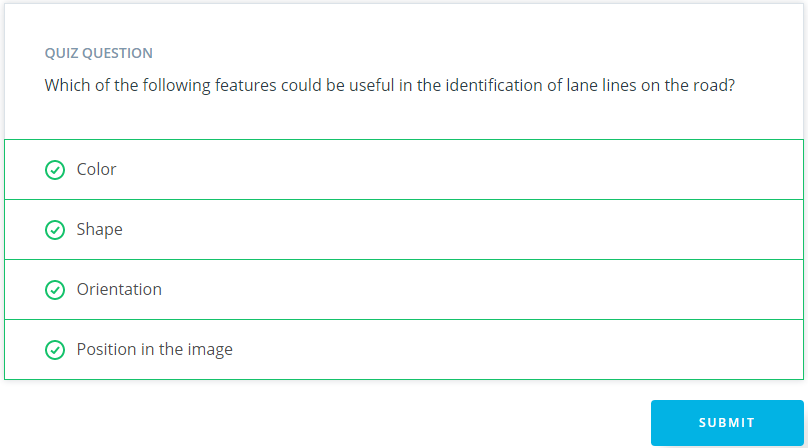 QUIZ QUESTION
Which of the following features could be useful in the identification of lane lines on the road?
Color
Shape
Orientation
Position in the image
SUBMIT